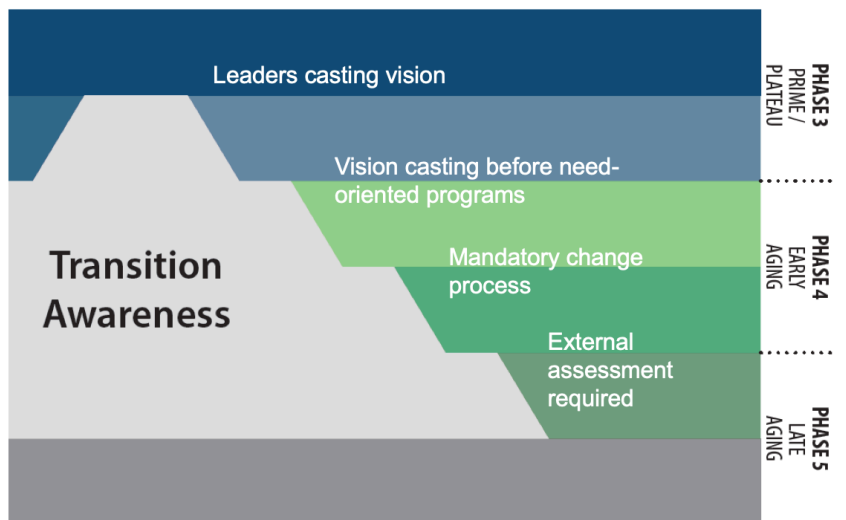 Leaders casting vision
Vision casting before need-
oriented programs
Mandatory change
process
External
assessment
required
Transition
Awareness
PHASE 3
PRIME /
PLATEAU
PHASE 4
EARLY
AGING
PHASE 5
LATE
AGING